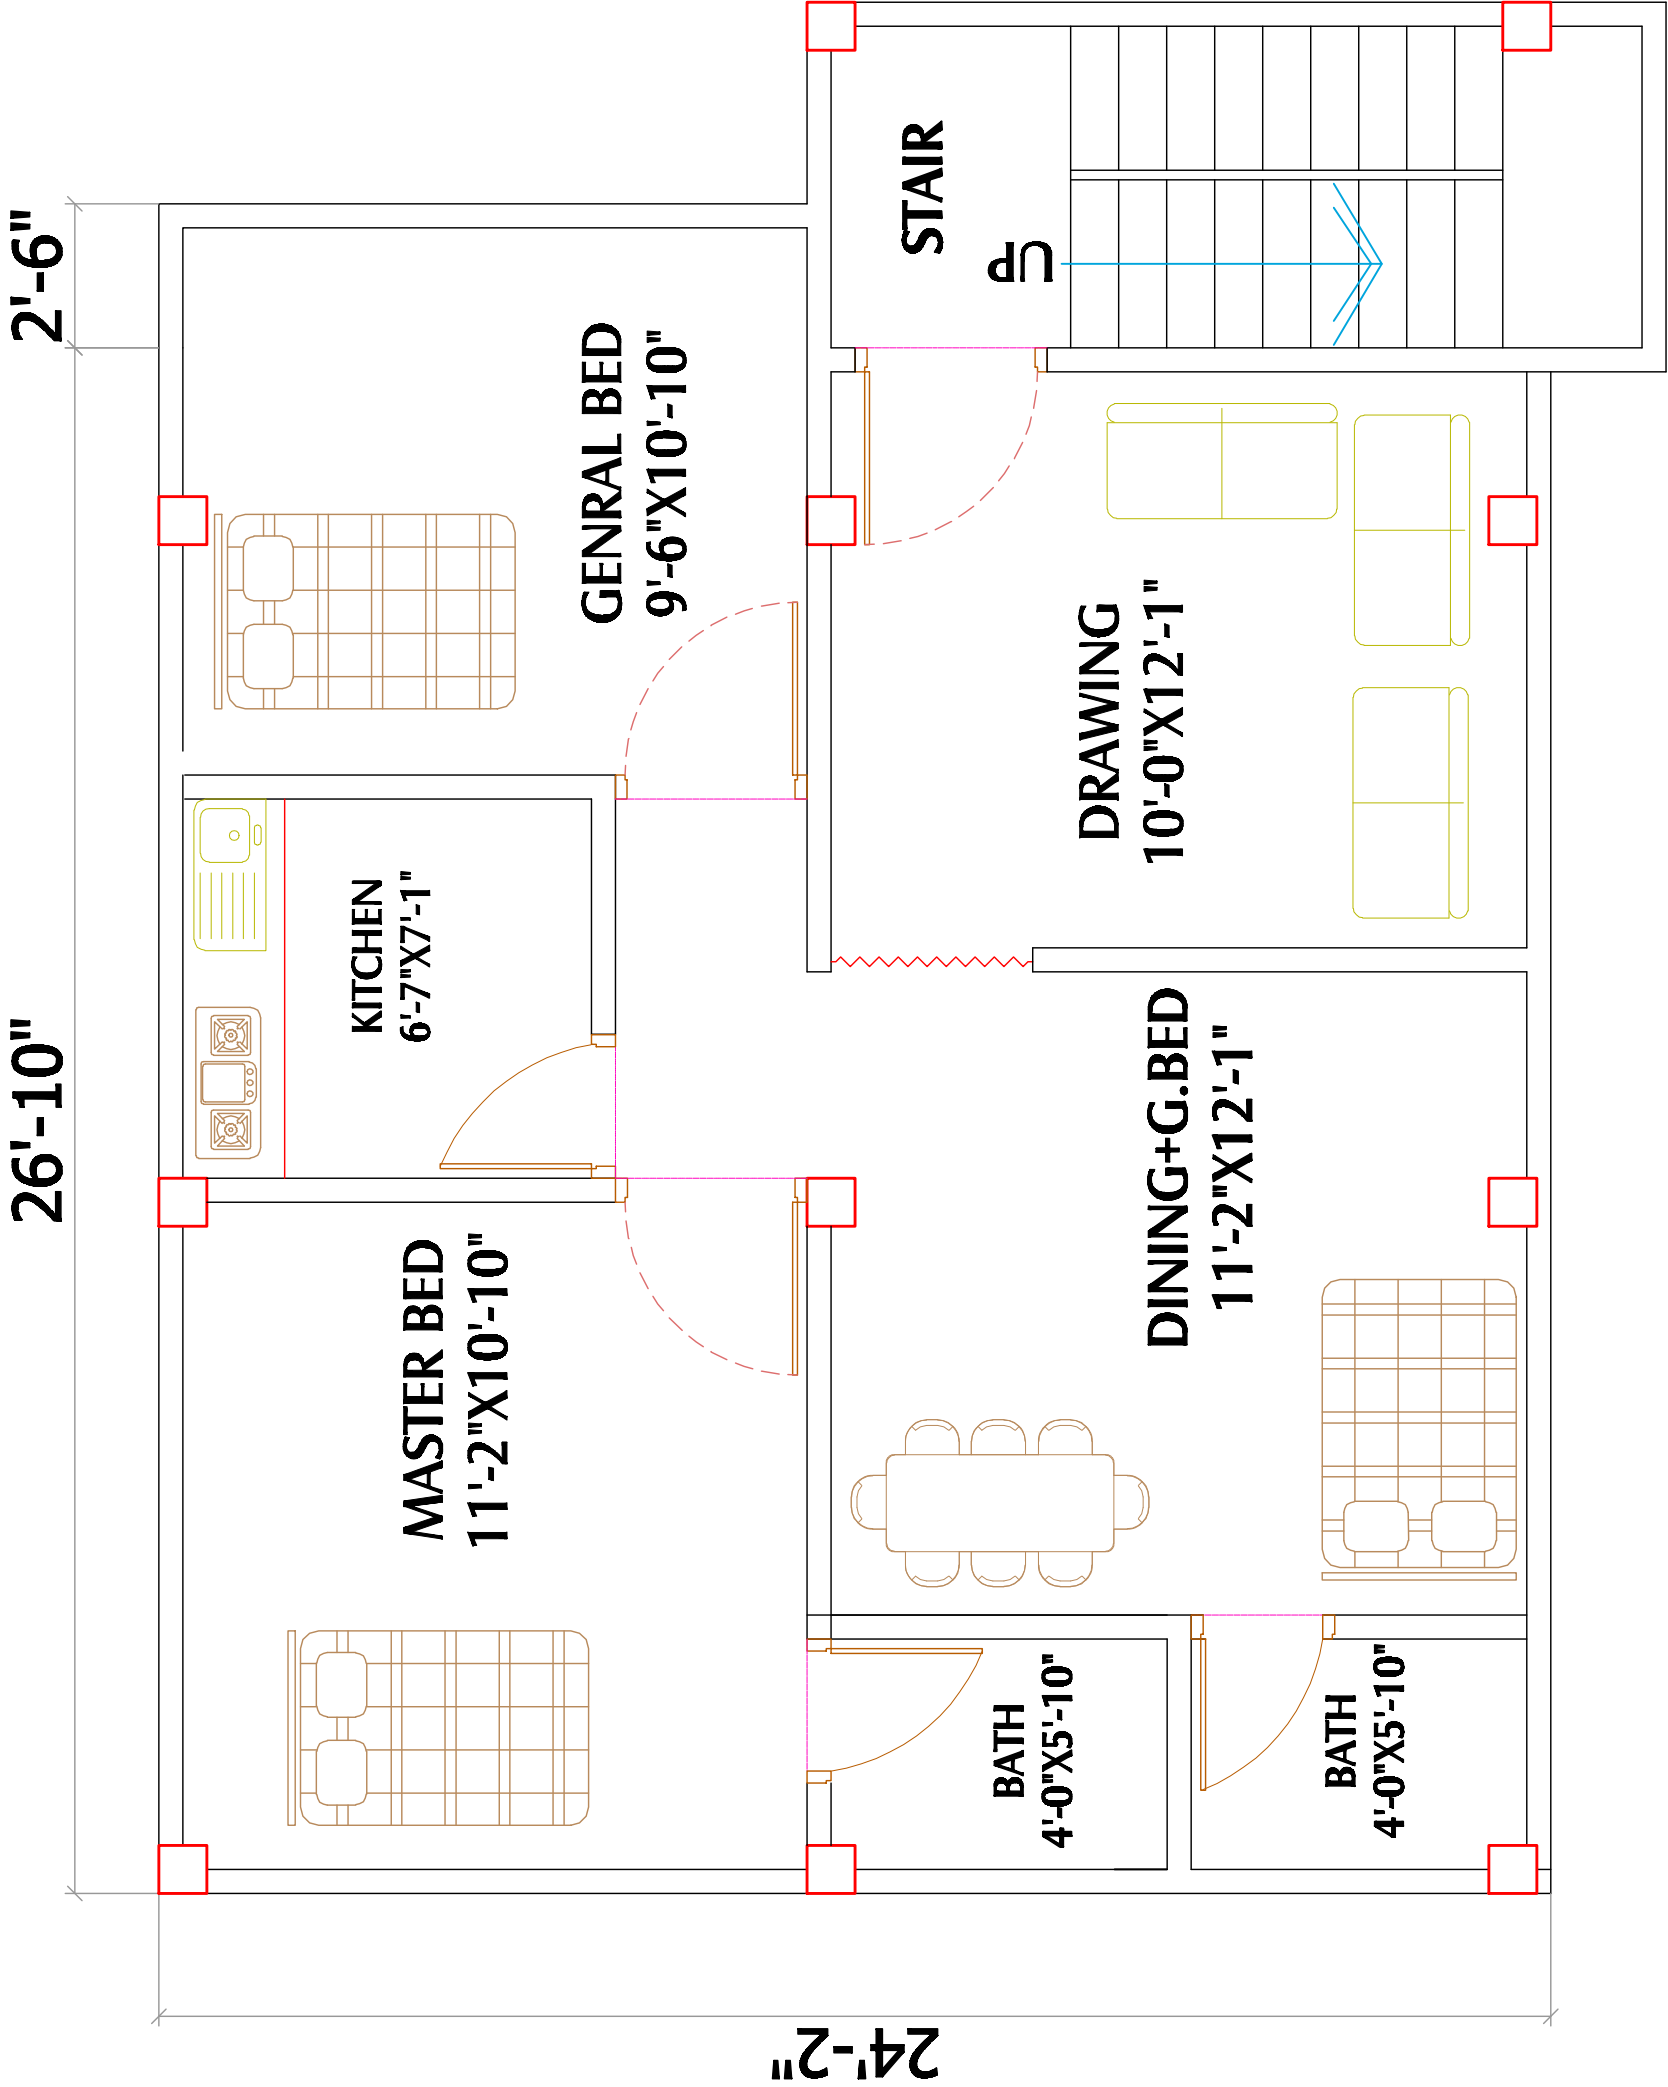 2'-6"
26'-10"
STAIR
UP
GENRAL BED
9'-6"X10'-10"
DRAWING
10'-0"X12'-1"
KITCHEN
6'-7"X7'-1"
DINING+G.BED
11'-2"X12'-1"
MASTER BED
11'-2"X10'-10"
BATH
4'-0"X5'-10"
BATH
4'-0"X5'-10"
24'-2"